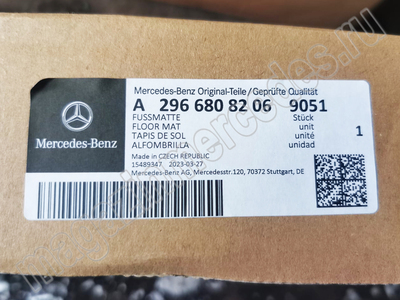 Mercedes-Benz Original-Teile/Geprüfte Qualität
A 296 680 82 06 9051
FUSSMATTE Stück
FLOOR MAT unit
TAPIS DE SOL unité
ALFOMBRILLA unidad
1
Mercedes-Benz
Made in CZECH REPUBLIC
15489347 2023-03-27
Mercedes-Benz AG, Mercedesstr.120, 70372 Stuttgart, DE